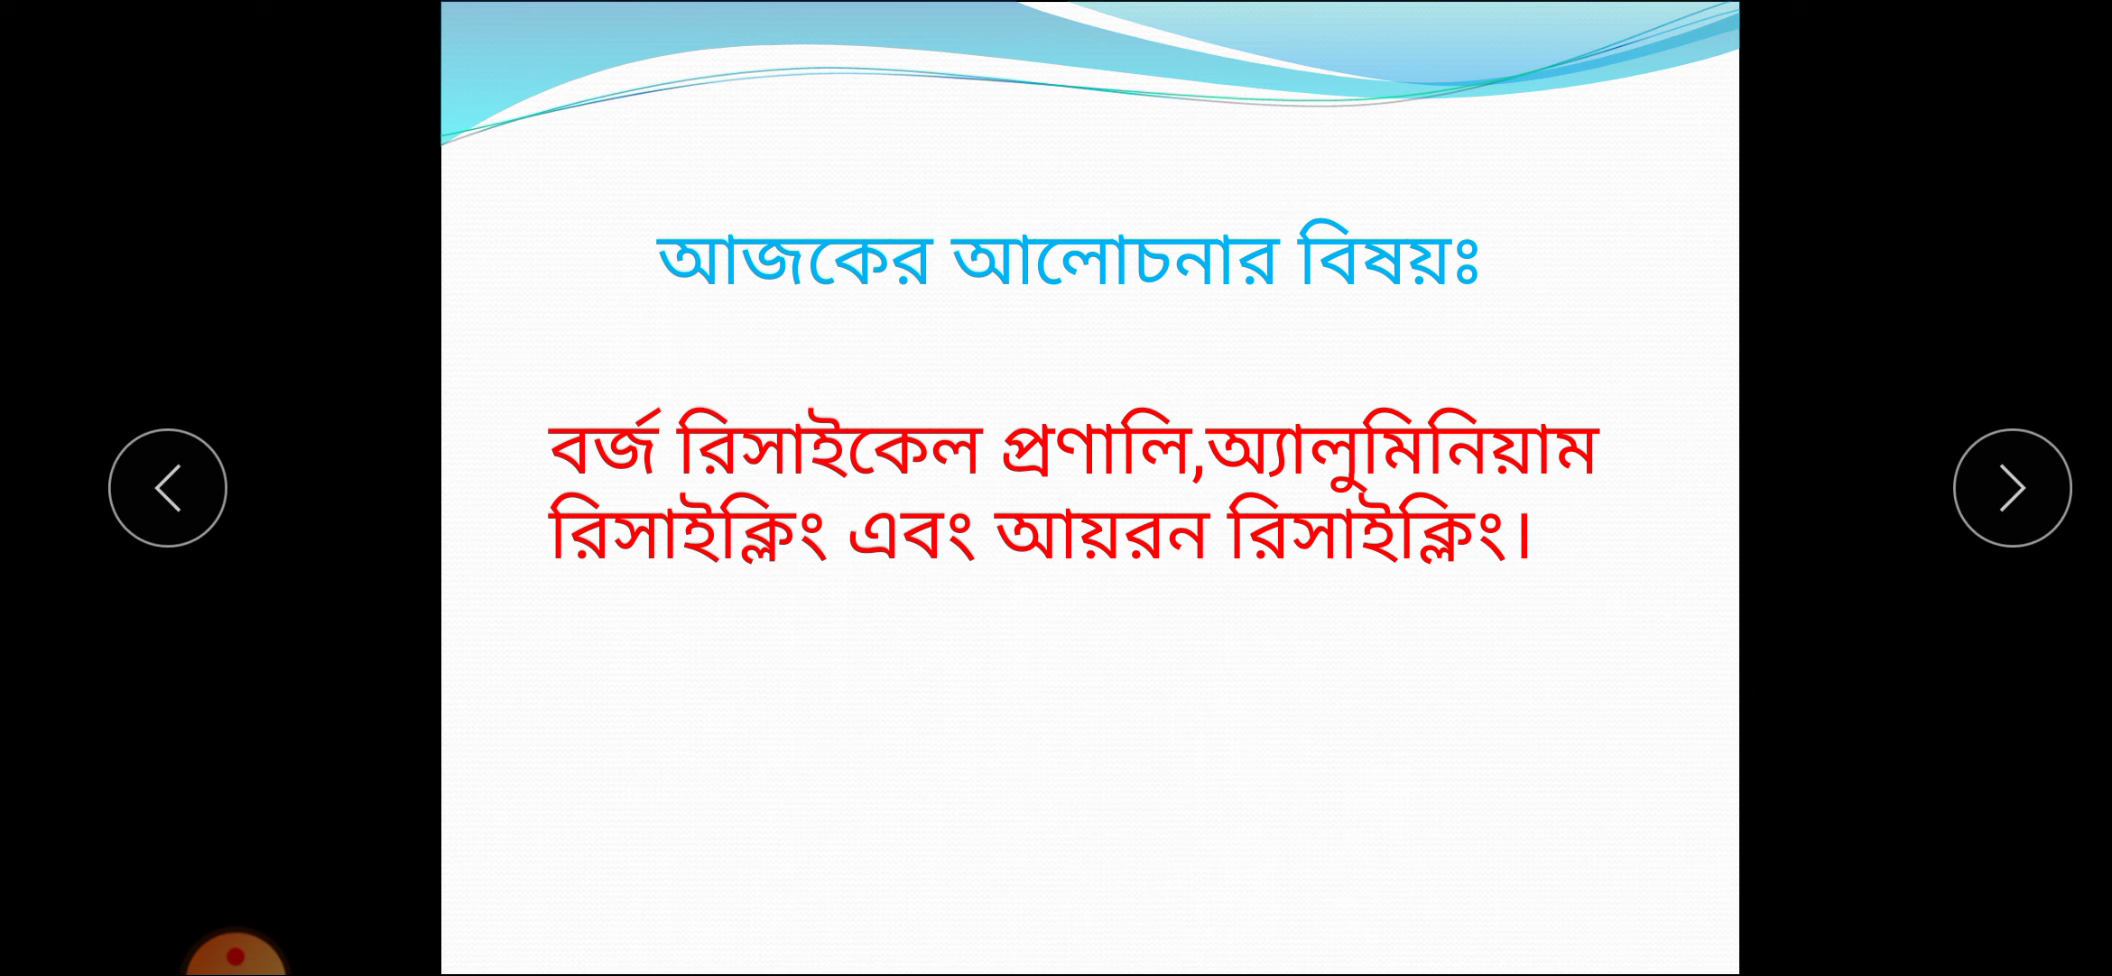 আজকের আলোচনার বিষয়ঃ
বর্জ রিসাইকেল প্রণালি,অ্যালুমিনিয়াম
রিসাইক্লিং এবং আয়রন রিসাইক্লিং।